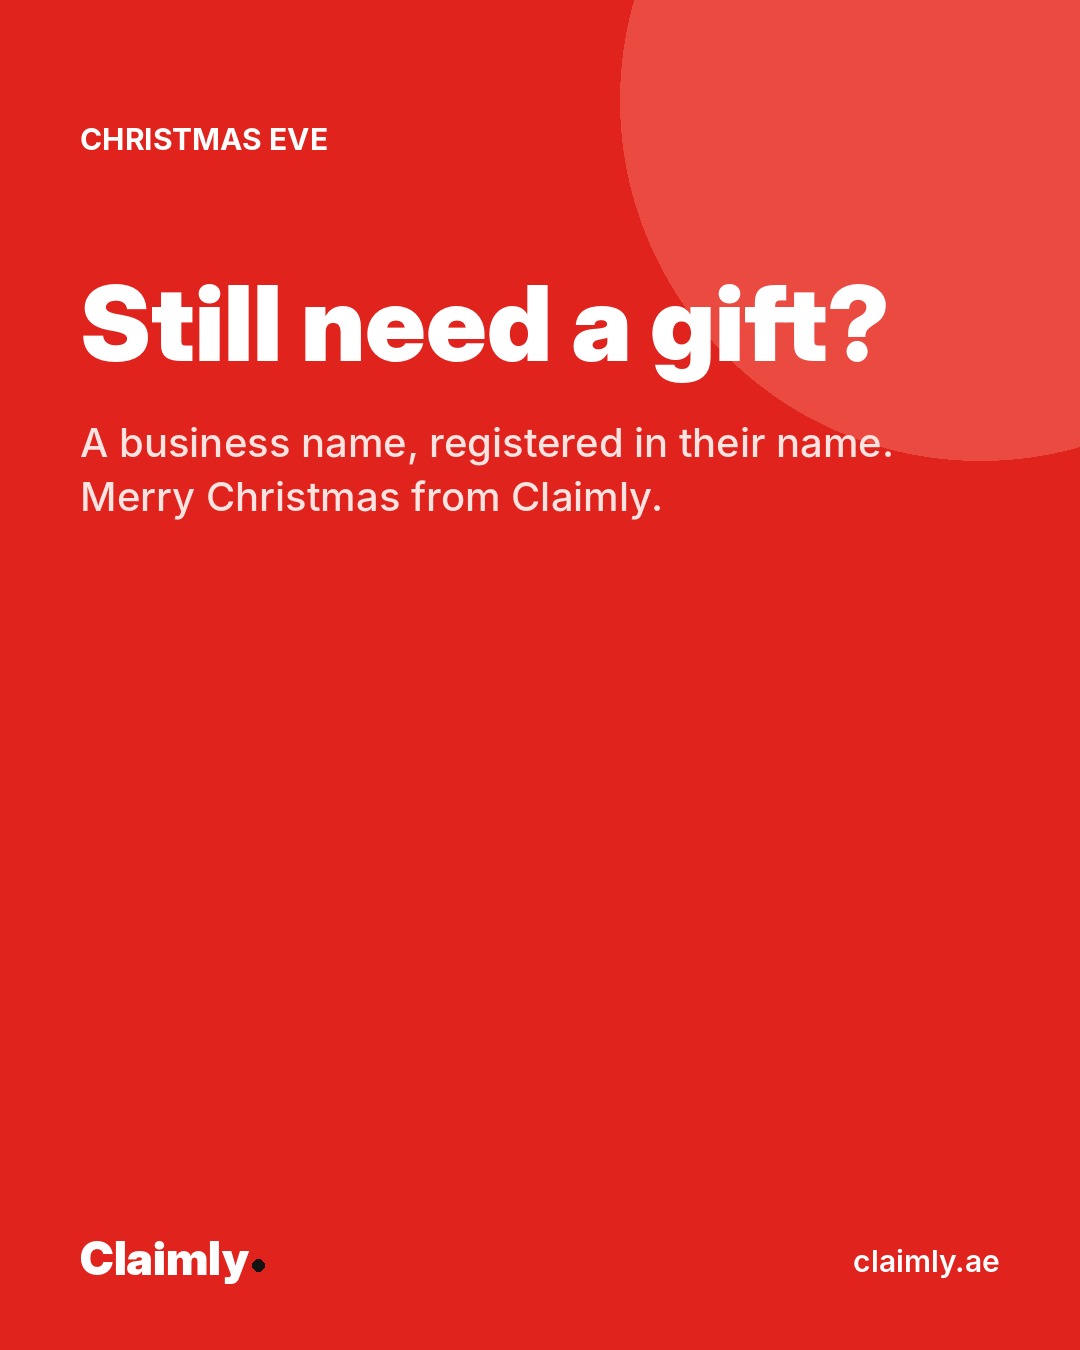 CHRISTMAS EVE
Still need a gift?
A business name, registered in their name.
Merry Christmas from Claimly.
Claimly.
claimly.ae